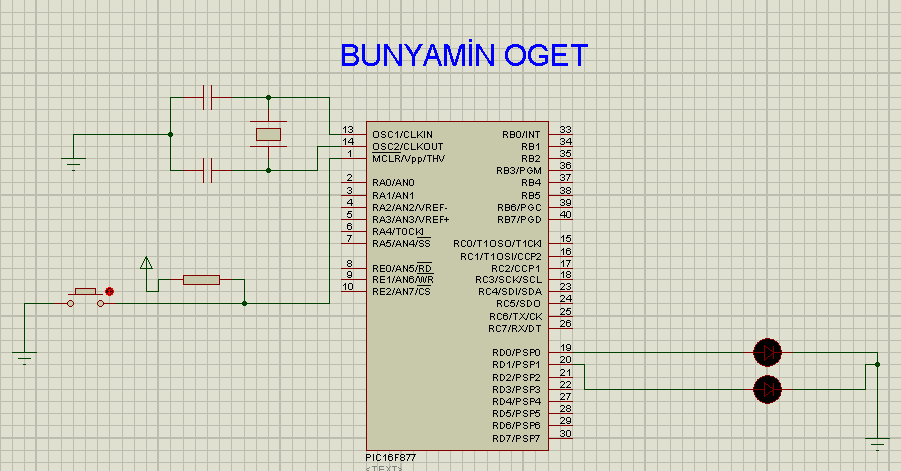 BUNYAMİN OGET
13 OSC1/CLKIN RB0/INT 33
14 OSC2/CLKOUT RB1 34
1 MCLR/Vpp/THV RB2 35
RB3/PGM 36
2 RA0/AN0 RB4 37
3 RA1/AN1 RB5 38
4 RA2/AN2/VREF- RB6/PGC 39
5 RA3/AN3/VREF+ RB7/PGD 40
6 RA4/T0CKI
7 RA5/AN4/SS RC0/T1OSO/T1CKI 15
RC1/T1OSI/CCP2 16
8 RE0/AN5/RD RC2/CCP1 17
9 RE1/AN6/WR RC3/SCK/SCL 18
10 RE2/AN7/CS RC4/SDI/SDA 23
RC5/SDO 24
RC6/TX/CK 25
RC7/RX/DT 26
RD0/PSP0 19
RD1/PSP1 20
RD2/PSP2 21
RD3/PSP3 22
RD4/PSP4 27
RD5/PSP5 28
RD6/PSP6 29
RD7/PSP7 30
PIC16F877
<TEXT>